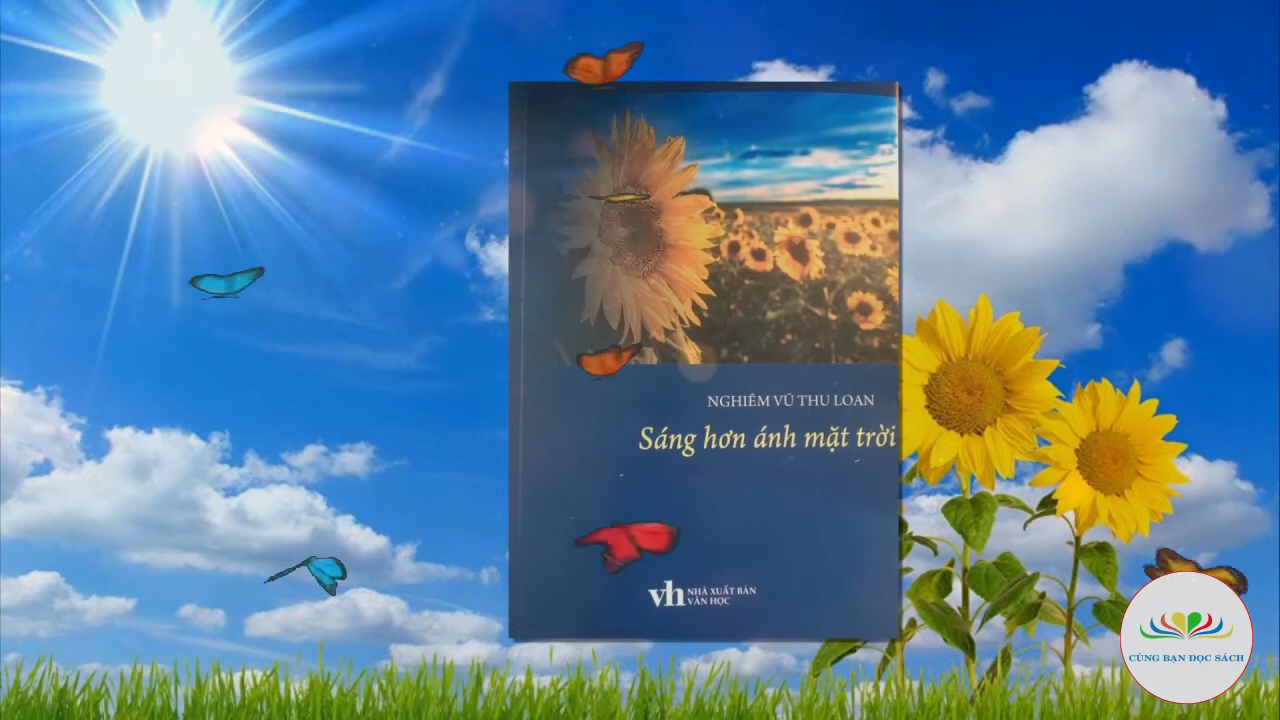 NGHIÊM VŨ THU LOAN
Sáng hơn ánh mặt trời
vh NHÀ XUẤT BẢN
VĂN HỌC
CÙNG BẠN ĐỌC SÁCH